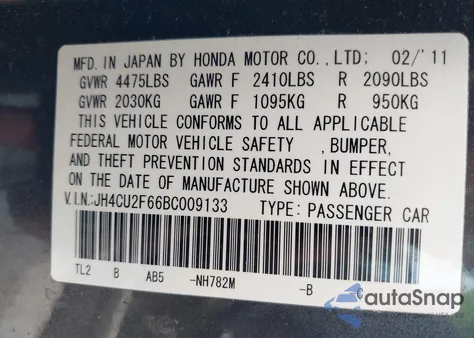 MFD. IN JAPAN BY HONDA MOTOR CO.,LTD; 02/'11
GVWR 4475LBS GAWR F 2410LBS R 2090LBS
GVWR 2030KG GAWR F 1095KG R 950KG
THIS VEHICLE CONFORMS TO ALL APPLICABLE
FEDERAL MOTOR VEHICLE SAFETY ,BUMPER,
AND THEFT PREVENTION STANDARDS IN EFFECT
ON THE DATE OF MANUFACTURE SHOWN ABOVE.
V.I.N:JH4CU2F66BC009133 TYPE: PASSENGER CAR
TL2 B AB5 -NH782M -B C
autoSnap